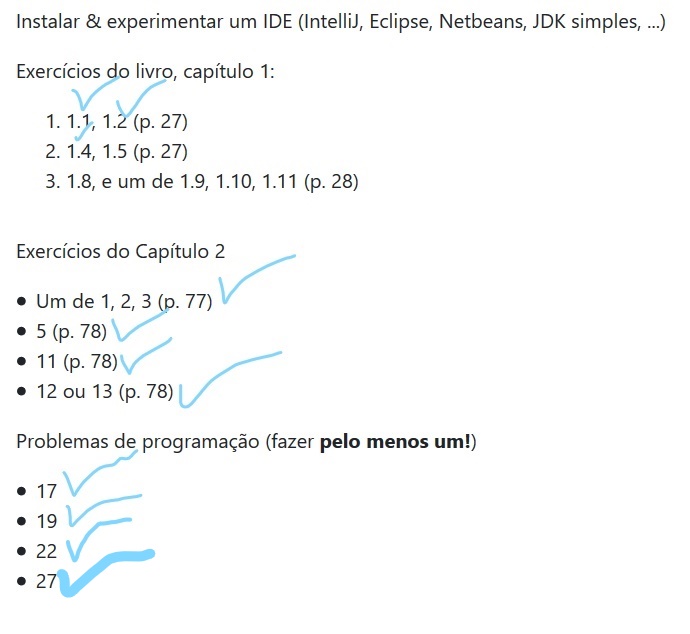 Instalar & experimentar um IDE (IntelliJ, Eclipse, Netbeans, JDK simples, ...)
Exercícios do livro, capítulo 1:
1. 1.1, 1.2 (p. 27)
2. 1.4, 1.5 (p. 27)
3. 1.8, e um de 1.9, 1.10, 1.11 (p. 28)
Exercícios do Capítulo 2
• Um de 1, 2, 3 (p. 77)
• 5 (p. 78)
• 11 (p. 78)
• 12 ou 13 (p. 78)
Problemas de programação (fazer pelo menos um!)
• 17
• 19
• 22
• 27